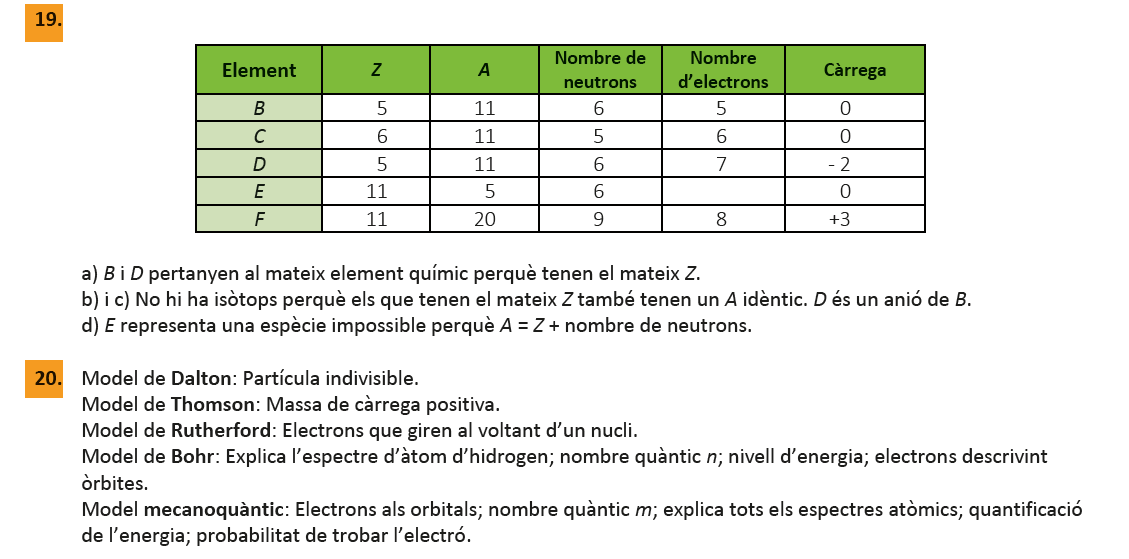 19.
Element Z A Nombre de neutrons Nombre d'electrons Càrrega
B 5 11 6 5 0
C 6 11 5 6 0
D 5 11 6 7 - 2
E 11 5 6 0
F 11 20 9 8 +3
a) B i D pertanyen al mateix element químic perquè tenen el mateix Z.
b) i c) No hi ha isòtops perquè els que tenen el mateix Z també tenen un A idèntic. D és un anió de B.
d) E representa una espècie impossible perquè A = Z + nombre de neutrons.
20. Model de Dalton: Partícula indivisible.
Model de Thomson: Massa de càrrega positiva.
Model de Rutherford: Electrons que giren al voltant d'un nucli.
Model de Bohr: Explica l'espectre d'àtom d'hidrogen; nombre quàntic n; nivell d'energia; electrons descrivint
òrbites.
Model mecanoquàntic: Electrons als orbitals; nombre quàntic m; explica tots els espectres atòmics; quantificació
de l'energia; probabilitat de trobar l'electró.